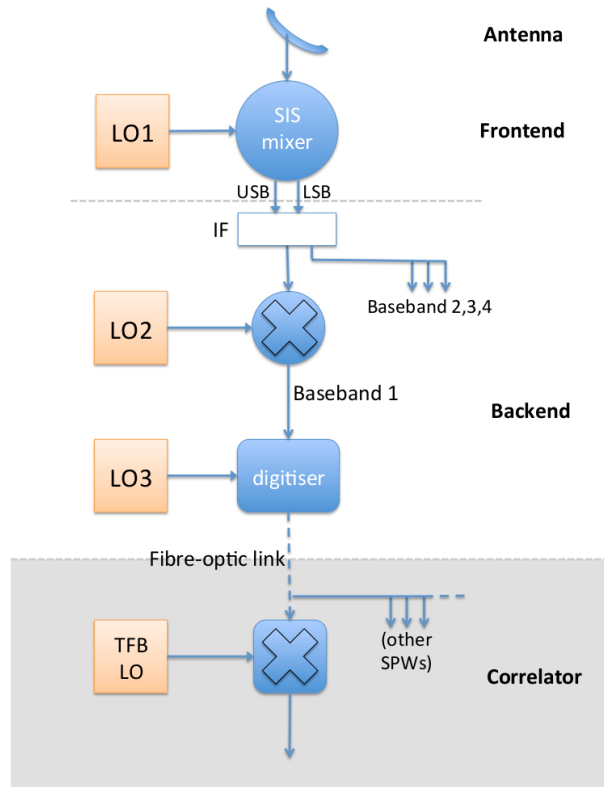 Antenna
SIS
mixer
LO1
Frontend
USB
LSB
IF
Baseband 2,3,4
LO2
Baseband 1
Backend
LO3
digitiser
Fibre-optic link
TFB
LO
(other
SPWs)
Correlator